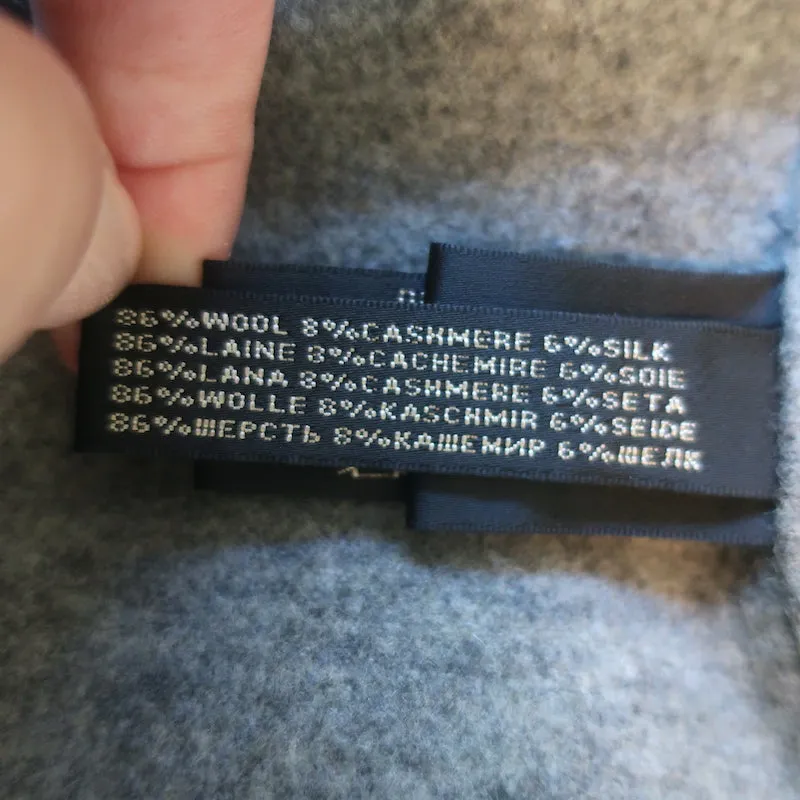 86%WOOL 8%CASHMERE 6%SILK
86%LAINE 8%CACHEMIRE 6%SOIE
86%LANA 8%CASHMERE 6%SETA
86%WOLLE 8%KASCHMIR 6%SEIDE
86%ШЕРСТЬ 8%КАШЕМИР 6%ШЕЛК